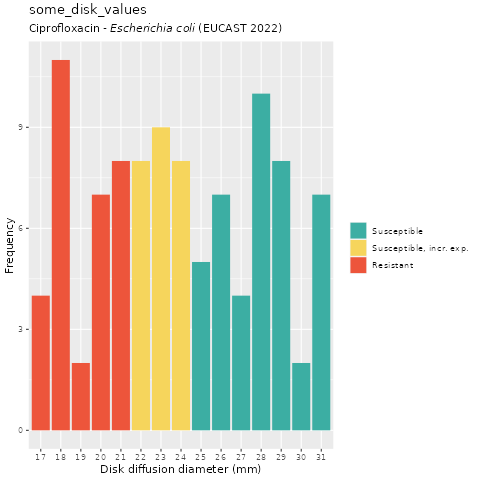 some_disk_values
Ciprofloxacin - Escherichia coli (EUCAST 2022)
Frequency
9
6
3
0
17 18 19 20 21 22 23 24 25 26 27 28 29 30 31
Disk diffusion diameter (mm)
Susceptible
Susceptible, incr. exp.
Resistant